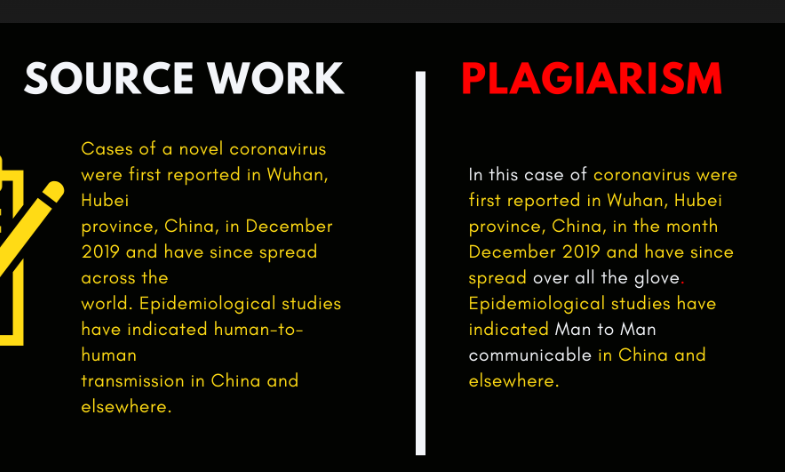 SOURCE WORK
Cases of a novel coronavirus
were first reported in Wuhan,
Hubei
province, China, in December
2019 and have since spread
across the
world. Epidemiological studies
have indicated human-to-
human
transmission in China and
elsewhere.
PLAGIARISM
In this case of coronavirus were
first reported in Wuhan, Hubei
province, China, in the month
December 2019 and have since
spread over all the glove.
Epidemiological studies have
indicated Man to Man
communicable in China and
elsewhere.